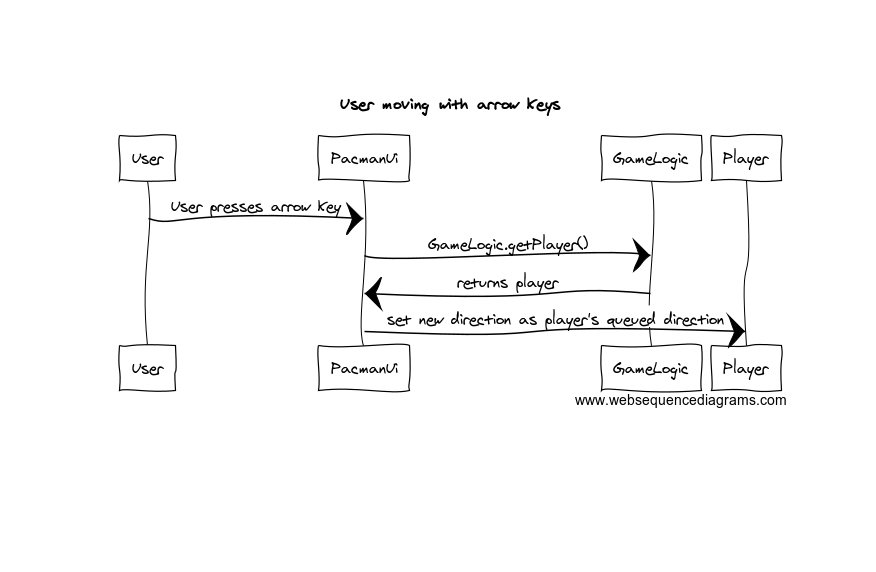 User moving with arrow keys
User
PacmanUi
GameLogic
Player
User presses arrow key
GameLogic.getPlayer()
returns player
set new direction as player's queued direction
User
PacmanUi
GameLogic
Player
www.websequencediagrams.com